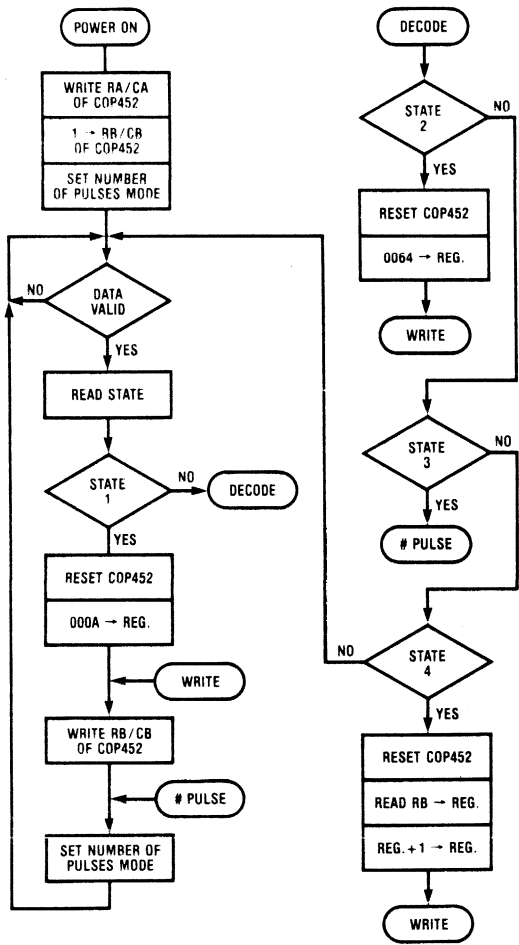 POWER ON
WRITE RA/CA
OF COP452
1 → RB/CB
OF COP452
SET NUMBER
OF PULSES MODE
NO
DATA
VALID
YES
READ STATE
STATE
1
NO
DECODE
YES
RESET COP452
000A → REG.
WRITE
WRITE RB/CB
OF COP452
# PULSE
SET NUMBER OF
PULSES MODE
DECODE
STATE
2
NO
YES
RESET COP452
0064 → REG.
WRITE
STATE
3
NO
YES
# PULSE
NO
STATE
4
YES
RESET COP452
READ RB → REG.
REG. + 1 → REG.
WRITE